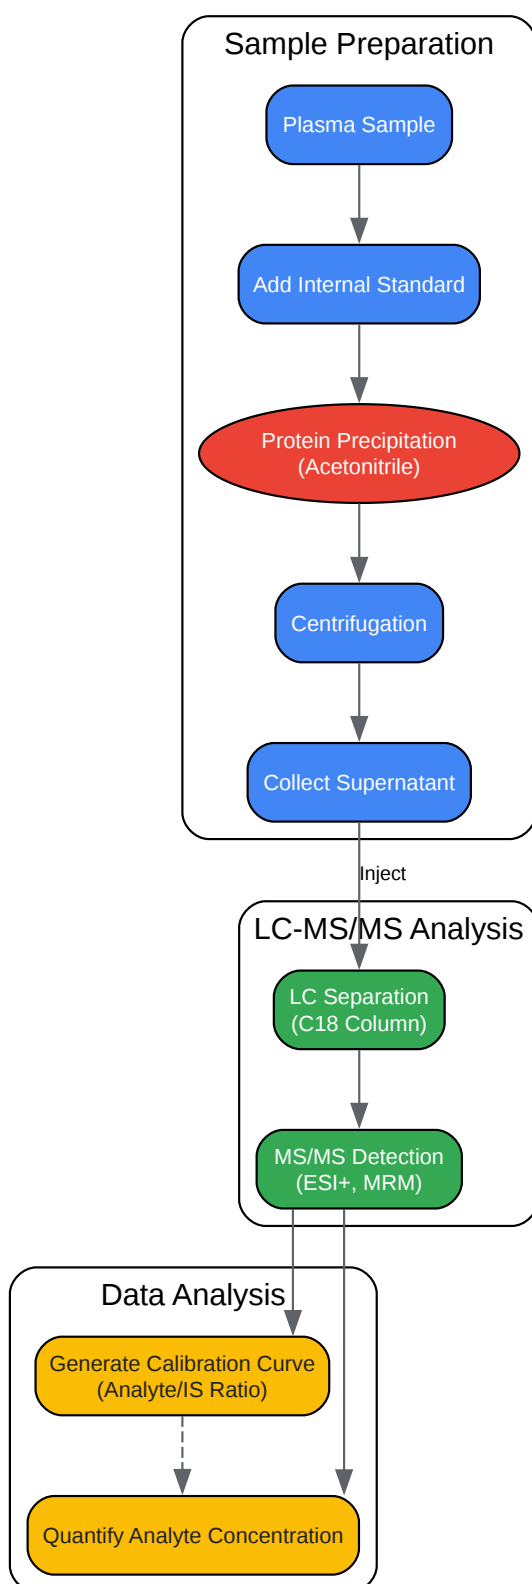 Sample Preparation
Plasma Sample
Add Internal Standard
Protein Precipitation
(Acetonitrile)
Centrifugation
Collect Supernatant
Inject
LC-MS/MS Analysis
LC Separation
(C18 Column)
MS/MS Detection
(ESI+, MRM)
Data Analysis
Generate Calibration Curve
(Analyte/IS Ratio)
Quantify Analyte Concentration